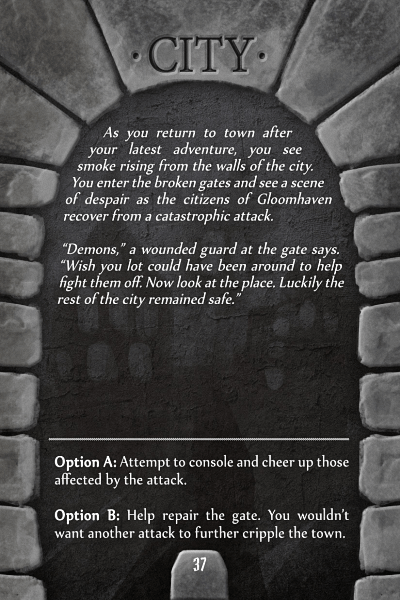 · CITY ·
As you return to town after
your latest adventure, you see
smoke rising from the walls of the city.
You enter the broken gates and see a scene
of despair as the citizens of Gloomhaven
recover from a catastrophic attack.
“Demons,” a wounded guard at the gate says.
“Wish you lot could have been around to help
fight them off. Now look at the place. Luckily the
rest of the city remained safe.”
Option A: Attempt to console and cheer up those
affected by the attack.
Option B: Help repair the gate. You wouldn’t
want another attack to further cripple the town.
37